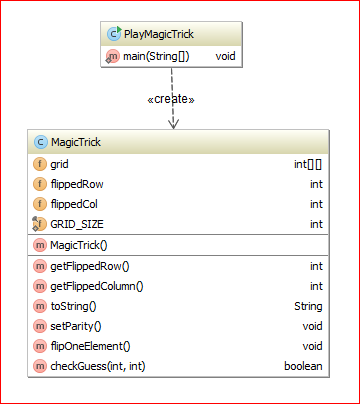 PlayMagicTrick
main(String[]) void
«create»
MagicTrick
grid int[][]
flippedRow int
flippedCol int
GRID_SIZE int
MagicTrick()
getFlippedRow() int
getFlippedColumn() int
toString() String
setParity() void
flipOneElement() void
checkGuess(int, int) boolean